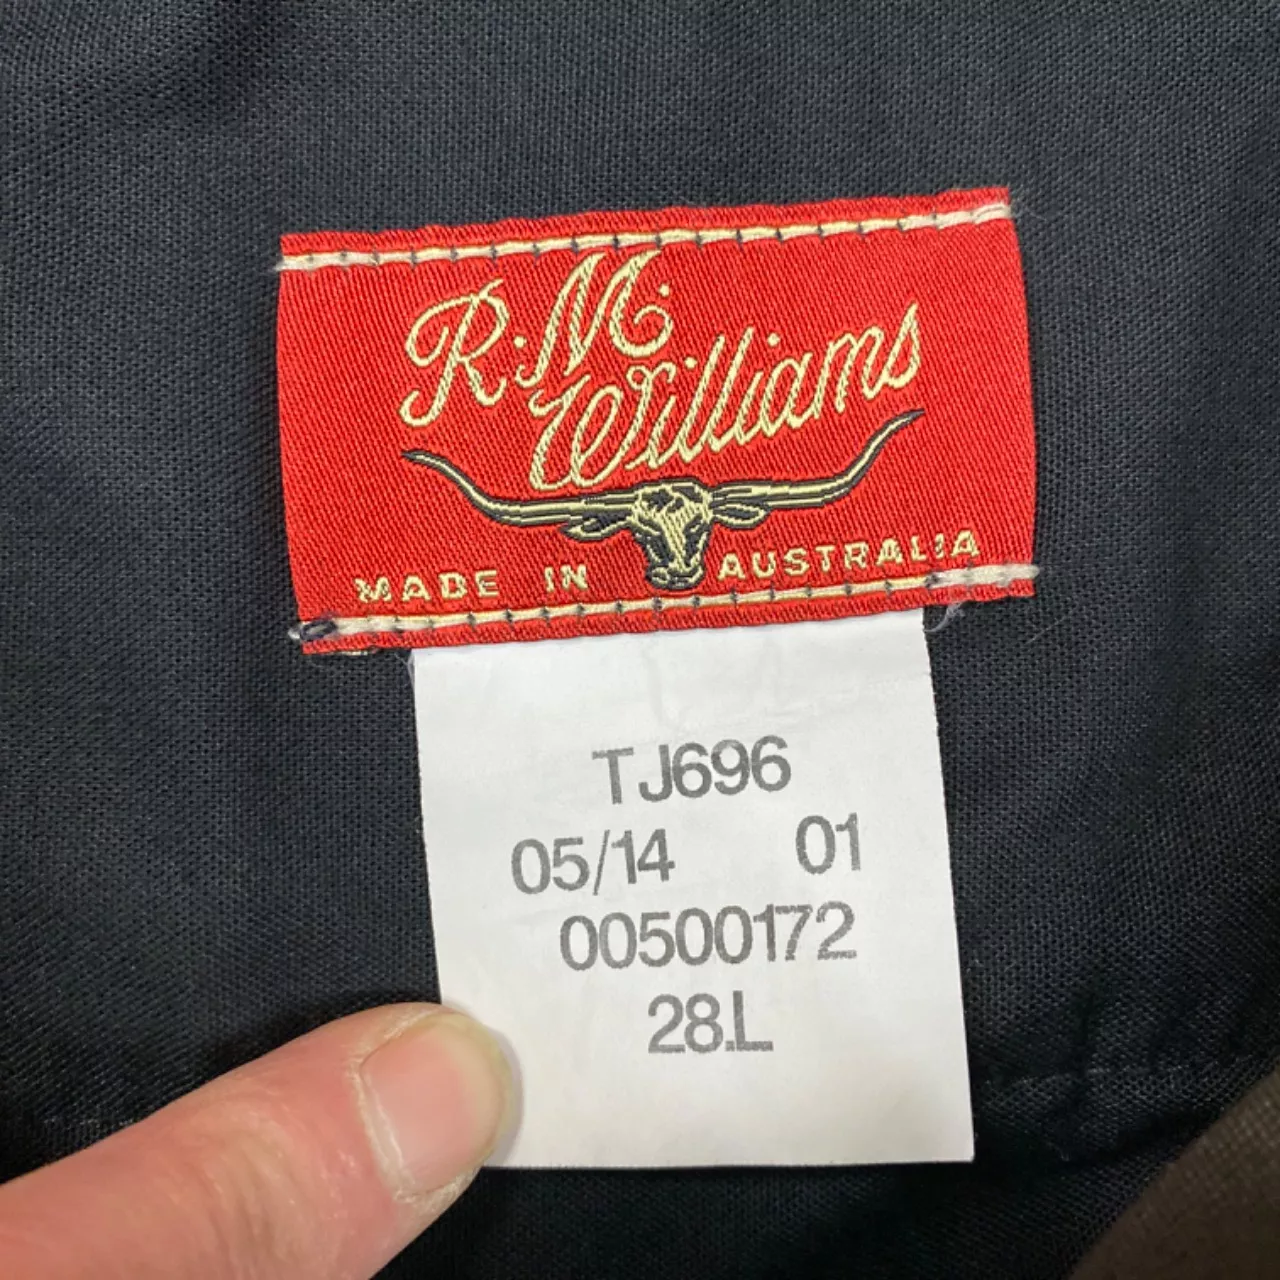 R.M.
Williams
MADE IN AUSTRALIA
TJ696
05/14 01
00500172
28.L